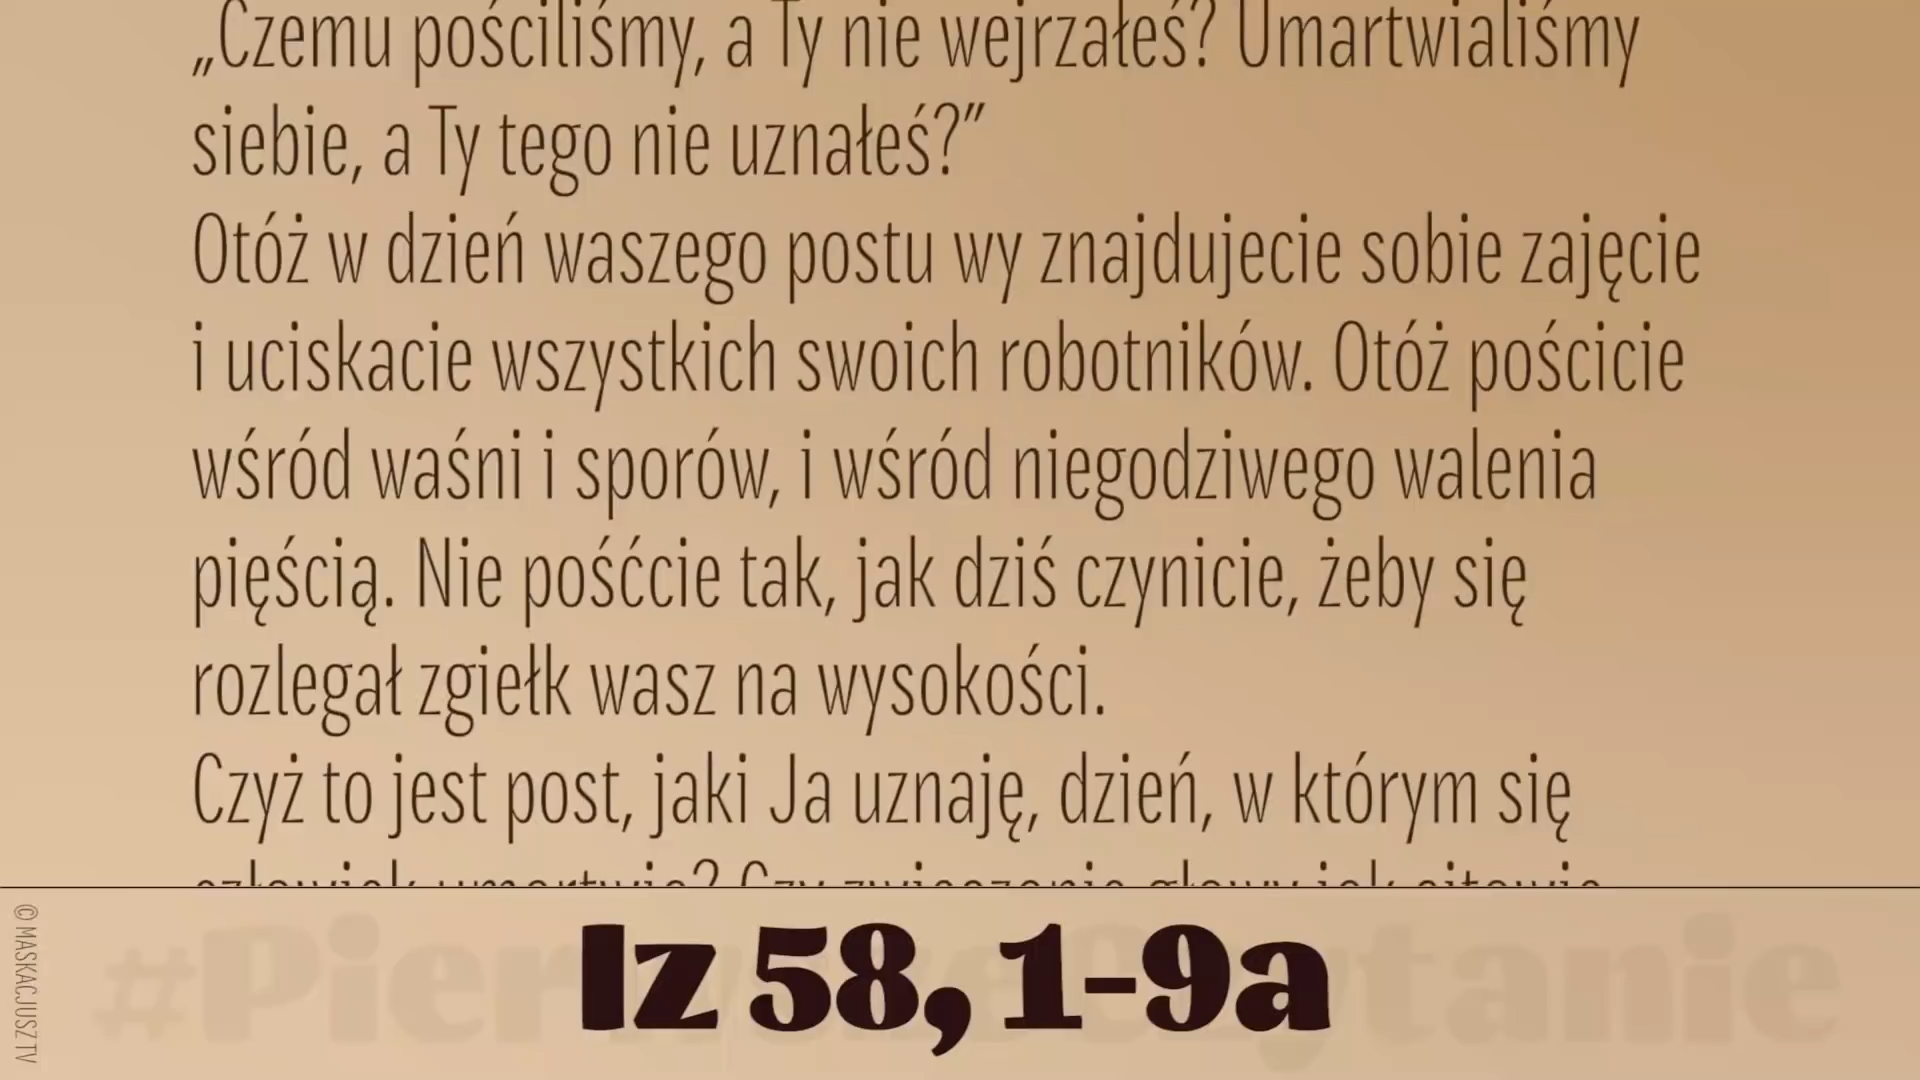 „Czemu pościliśmy, a Ty nie wejrzałeś? Umartwialiśmy
siebie, a Ty tego nie uznałeś?”
Otóż w dzień waszego postu wy znajdujecie sobie zajęcie
i uciskacie wszystkich swoich robotników. Otóż pościcie
wśród waśni i sporów, i wśród niegodziwego walenia
pięścią. Nie pośćcie tak, jak dziś czynicie, żeby się
rozlegał zgiełk wasz na wysokości.
Czyż to jest post, jaki Ja uznaję, dzień, w którym się
Iz 58, 1-9a
© MASKACJUSZ TV